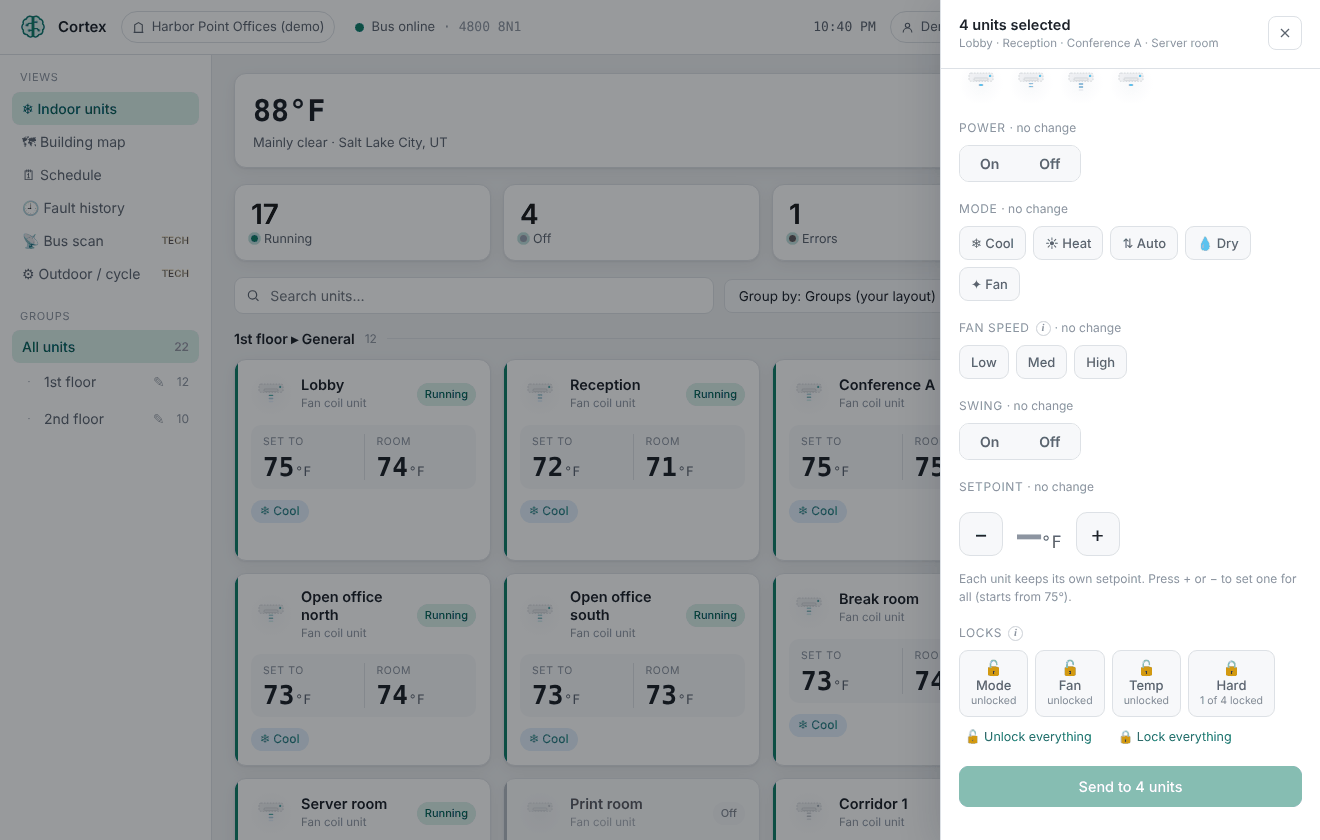 Cortex
Harbor Point Offices (demo)
Bus online · 4800 8N1
10:40 PM
VIEWS
Indoor units
Building map
Schedule
Fault history
Bus scan TECH
Outdoor / cycle TECH
GROUPS
All units 22
1st floor 12
2nd floor 10
88°F
Mainly clear · Salt Lake City, UT
17
Running
4
Off
1
Errors
Search units...
Group by: Groups (your layout)
1st floor ▸ General 12
Lobby
Fan coil unit
Running
SET TO ROOM
75°F 74°F
Cool
Reception
Fan coil unit
Running
SET TO ROOM
72°F 71°F
Cool
Conference A
Fan coil unit
SET TO ROOM
75°F 75
Cool
Open office
north
Fan coil unit
Running
SET TO ROOM
73°F 74°F
Cool
Open office
south
Fan coil unit
Running
SET TO ROOM
73°F 73°F
Cool
Break room
Fan coil unit
SET TO ROOM
73°F 74
Cool
Server room
Fan coil unit
Running
Print room
Fan coil unit
Off
Corridor 1
Fan coil unit
4 units selected
Lobby · Reception · Conference A · Server room
POWER · no change
On Off
MODE · no change
Cool Heat Auto Dry
Fan
FAN SPEED i · no change
Low Med High
SWING · no change
On Off
SETPOINT · no change
− —°F +
Each unit keeps its own setpoint. Press + or − to set one for
all (starts from 75°).
LOCKS i
Mode
unlocked
Fan
unlocked
Temp
unlocked
Hard
1 of 4 locked
Unlock everything Lock everything
Send to 4 units